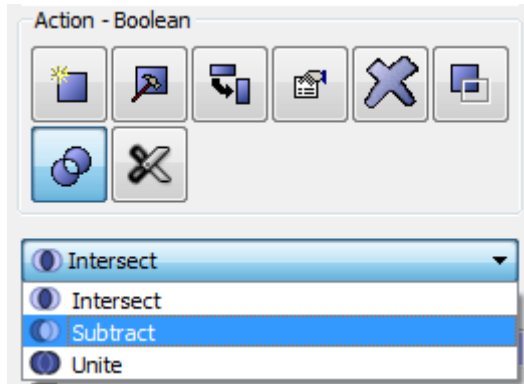 Action - Boolean
Intersect
Intersect
Subtract
Unite